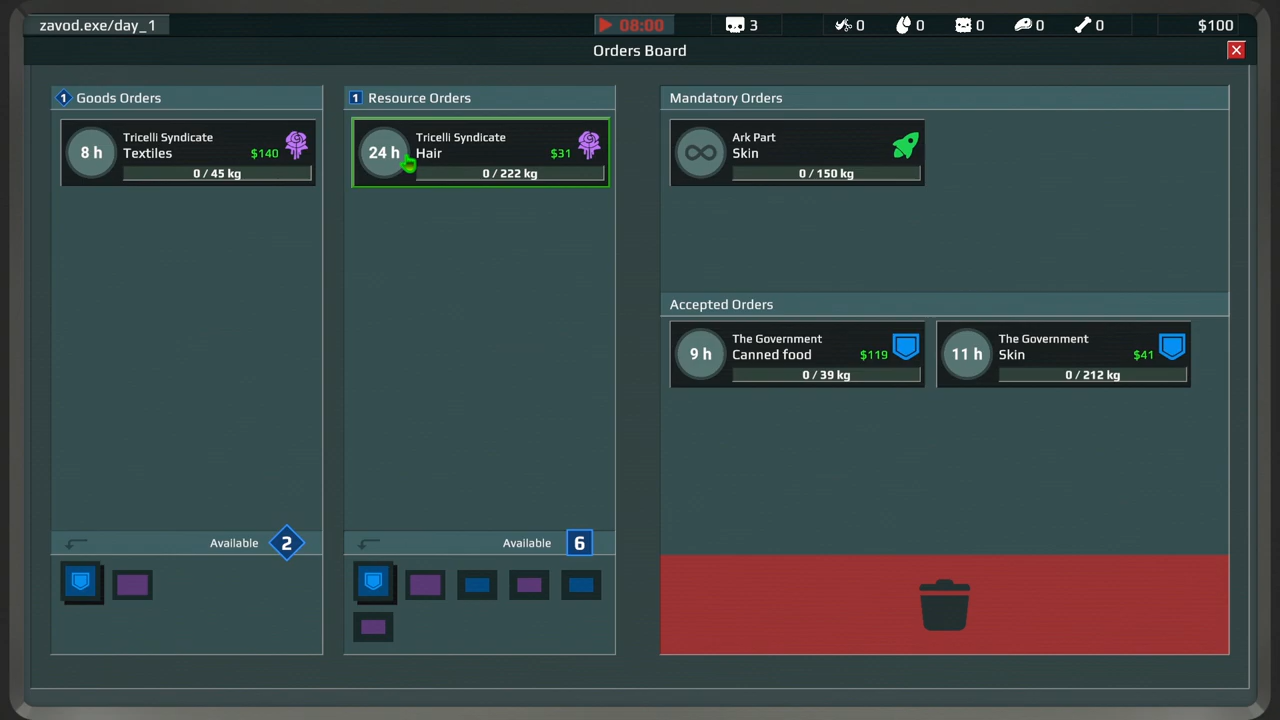 zavod.exe/day_1
08:00
3
0
0
0
0
0
$100
Orders Board
1 Goods Orders
8 h
Tricelli Syndicate
Textiles $140
0 / 45 kg
Available 2
1 Resource Orders
24 h
Tricelli Syndicate
Hair $31
0 / 222 kg
Available 6
Mandatory Orders
Ark Part
Skin
0 / 150 kg
Accepted Orders
9 h
The Government
Canned food $119
0 / 39 kg
11 h
The Government
Skin $41
0 / 212 kg